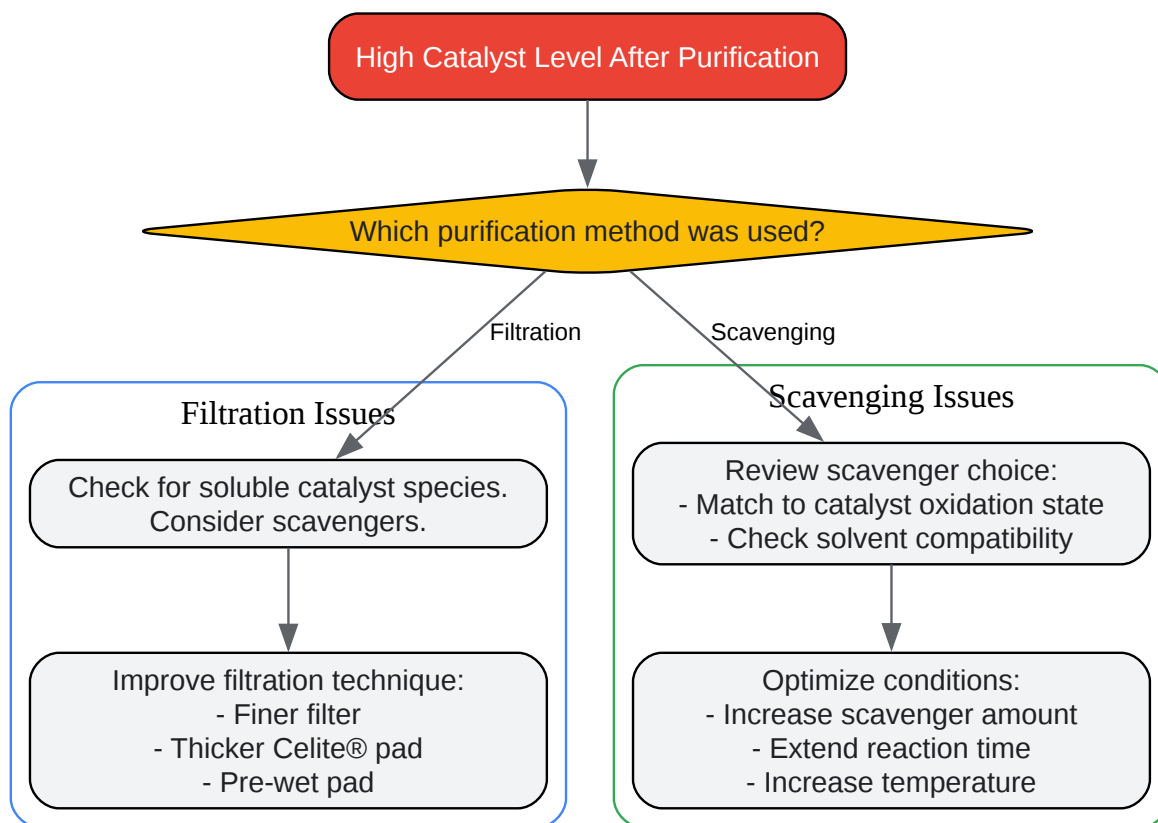 High Catalyst Level After Purification
Which purification method was used?
Filtration
Scavenging
Filtration Issues
Check for soluble catalyst species.
Consider scavengers.
Improve filtration technique:
- Finer filter
- Thicker Celite® pad
- Pre-wet pad
Scavenging Issues
Review scavenger choice:
- Match to catalyst oxidation state
- Check solvent compatibility
Optimize conditions:
- Increase scavenger amount
- Extend reaction time
- Increase temperature